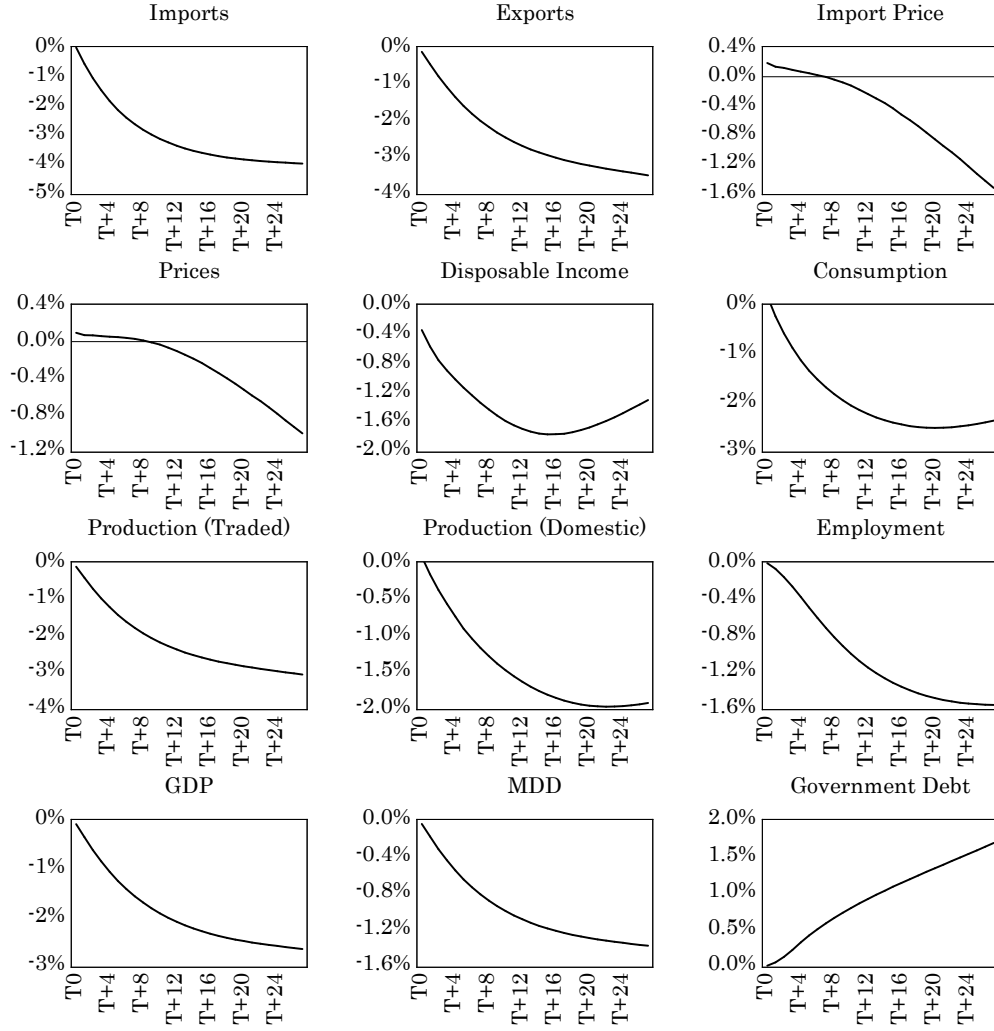 Imports
0%
-1%
-2%
-3%
-4%
-5%
T0
T+4
T+8
T+12
T+16
T+20
T+24
Exports
0%
-1%
-2%
-3%
-4%
T0
T+4
T+8
T+12
T+16
T+20
T+24
Import Price
0.4%
0.0%
-0.4%
-0.8%
-1.2%
-1.6%
T0
T+4
T+8
T+12
T+16
T+20
T+24
Prices
0.4%
0.0%
-0.4%
-0.8%
-1.2%
T0
T+4
T+8
T+12
T+16
T+20
T+24
Disposable Income
0.0%
-0.4%
-0.8%
-1.2%
-1.6%
-2.0%
T0
T+4
T+8
T+12
T+16
T+20
T+24
Consumption
0%
-1%
-2%
-3%
T0
T+4
T+8
T+12
T+16
T+20
T+24
Production (Traded)
0%
-1%
-2%
-3%
-4%
T0
T+4
T+8
T+12
T+16
T+20
T+24
Production (Domestic)
0.0%
-0.5%
-1.0%
-1.5%
-2.0%
T0
T+4
T+8
T+12
T+16
T+20
T+24
Employment
0.0%
-0.4%
-0.8%
-1.2%
-1.6%
T0
T+4
T+8
T+12
T+16
T+20
T+24
GDP
0%
-1%
-2%
-3%
T0
T+4
T+8
T+12
T+16
T+20
T+24
MDD
0.0%
-0.4%
-0.8%
-1.2%
-1.6%
T0
T+4
T+8
T+12
T+16
T+20
T+24
Government Debt
2.0%
1.5%
1.0%
0.5%
0.0%
T0
T+4
T+8
T+12
T+16
T+20
T+24